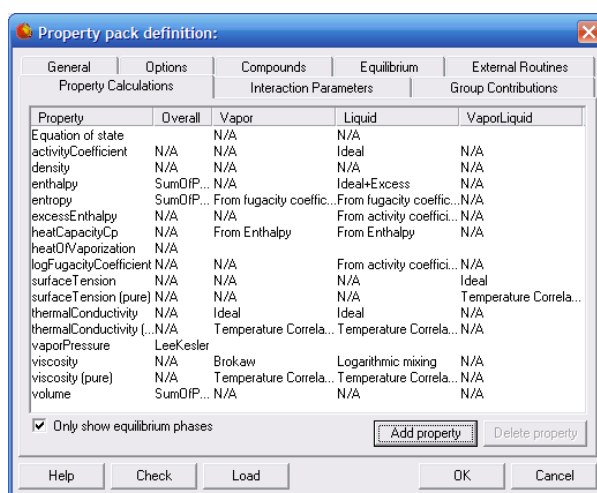 Property pack definition:
General Options Compounds Equilibrium External Routines
Property Calculations Interaction Parameters Group Contributions
Property Overall Vapor Liquid VaporLiquid
Equation of state N/A N/A
activityCoefficient N/A N/A Ideal N/A
density N/A N/A N/A N/A
enthalpy SumOfP... N/A Ideal+Excess N/A
entropy SumOfP... From fugacity coeffic... From fugacity coeffic... N/A
excessEnthalpy N/A N/A From activity coeffici... N/A
heatCapacityCp N/A From Enthalpy From Enthalpy N/A
heatOfVaporization N/A
logFugacityCoefficient N/A N/A From activity coeffici... N/A
surfaceTension N/A N/A N/A Ideal
surfaceTension (pure) N/A N/A N/A Temperature Correla...
thermalConductivity N/A Ideal Ideal N/A
thermalConductivity (... N/A Temperature Correla... Temperature Correla... N/A
vaporPressure LeeKesler
viscosity N/A Brokaw Logarithmic mixing N/A
viscosity (pure) N/A Temperature Correla... Temperature Correla... N/A
volume SumOfP... N/A N/A N/A
Only show equilibrium phases Add property Delete property
Help Check Load OK Cancel